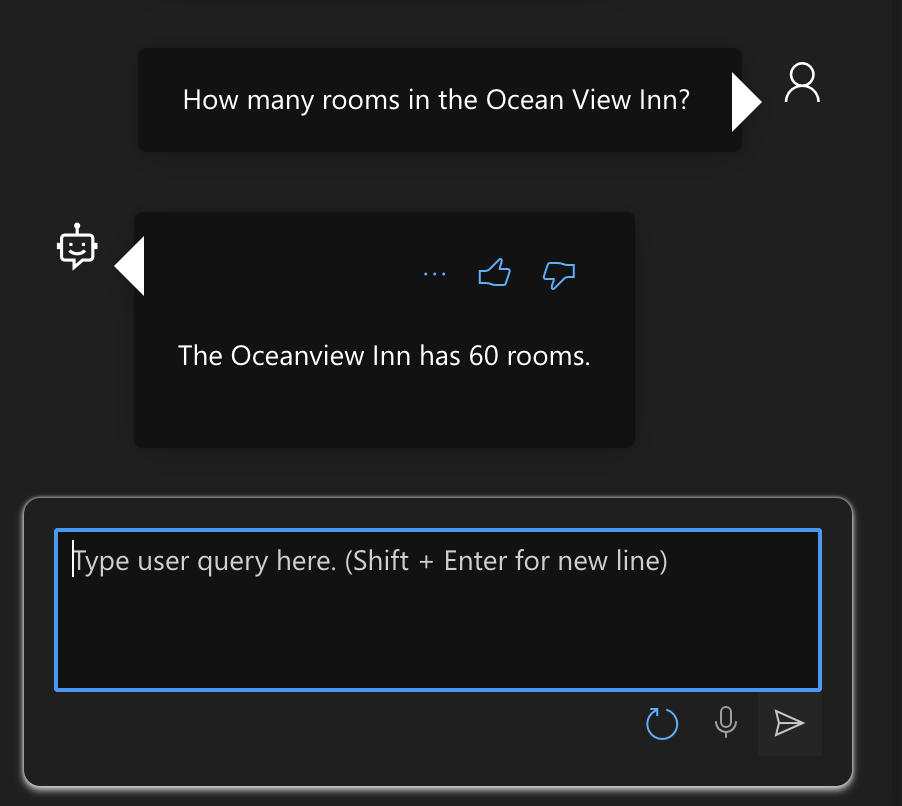 How many rooms in the Ocean View Inn?
...
The Oceanview Inn has 60 rooms.
Type user query here. (Shift + Enter for new line)